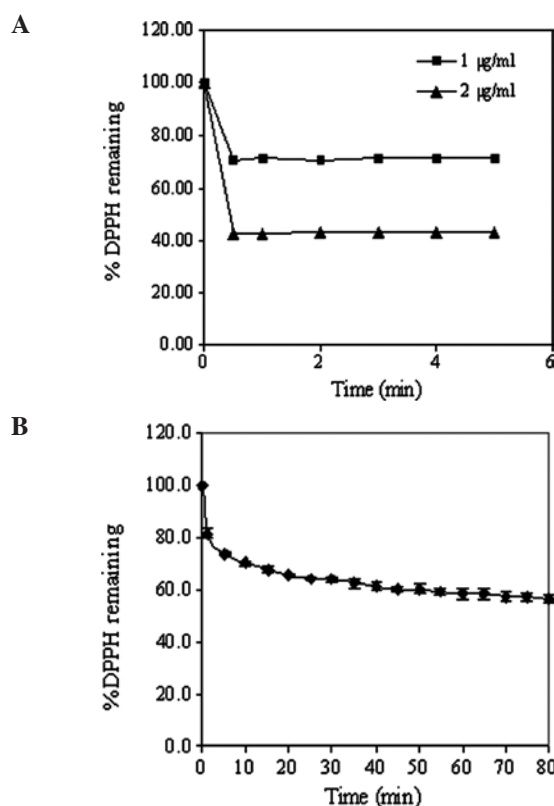 A
120.00
100.00
80.00
60.00
40.00
20.00
0.00
1 µg/ml
2 µg/ml
% DPPH remaining
0 2 4 6
Time (min)
B
120.0
100.0
80.0
60.0
40.0
20.0
0.0
%DPPH remaining
0 10 20 30 40 50 60 70 80
Time (min)